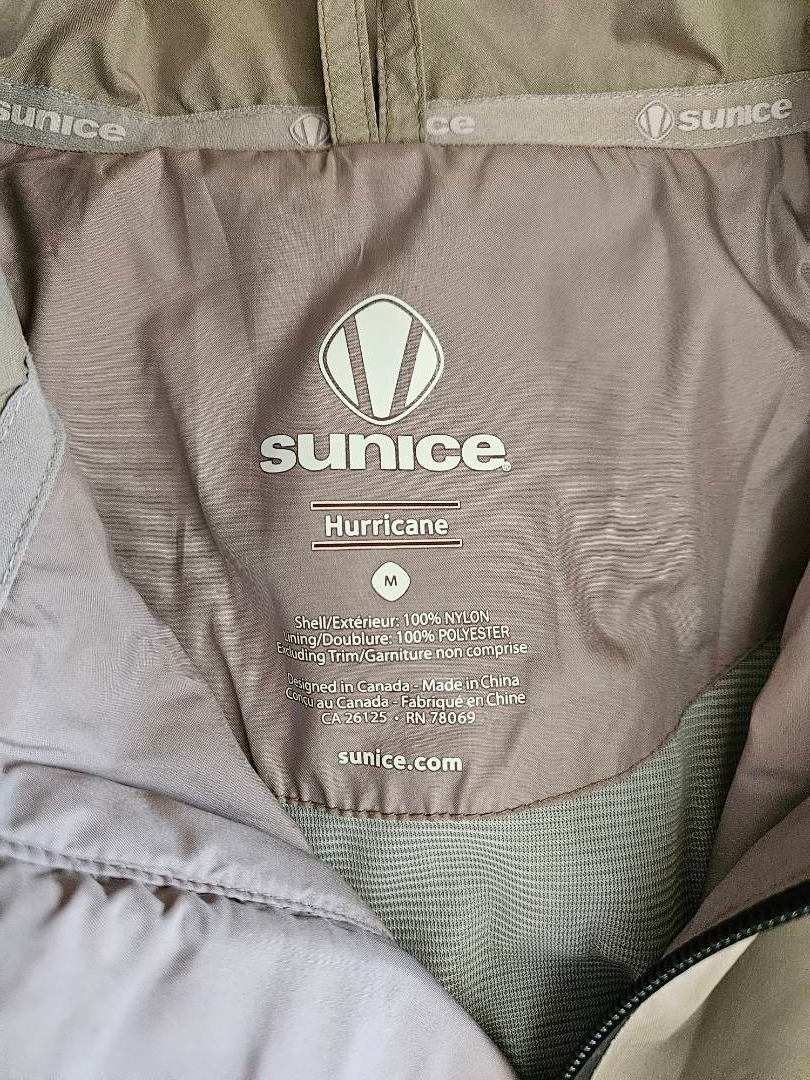 sunice
ce
sunice
sunice®
Hurricane
M
Shell/Extérieur: 100% NYLON
Lining/Doublure: 100% POLYESTER
Excluding Trim/Garniture non comprise
Designed in Canada - Made in China
Conçu au Canada - Fabriqué en Chine
CA 26125 • RN 78069
sunice.com